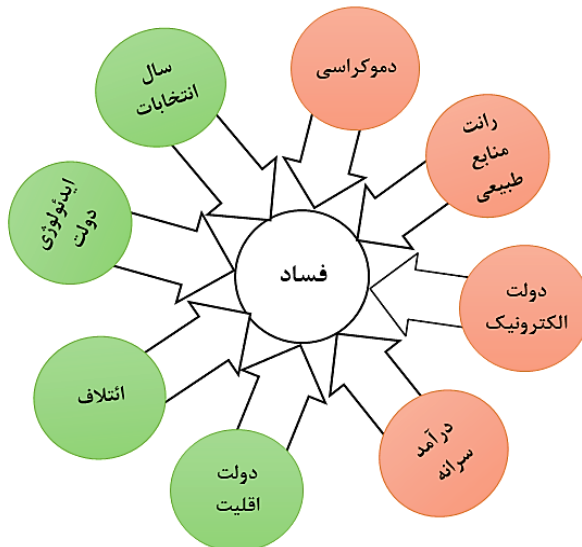 دموکراسی
رانت
منابع
طبیعی
دولت
الکترونیک
درآمد
سرانه
دولت
اقلیت
ائتلاف
ایدئولوژی
دولت
سال
انتخابات
فساد